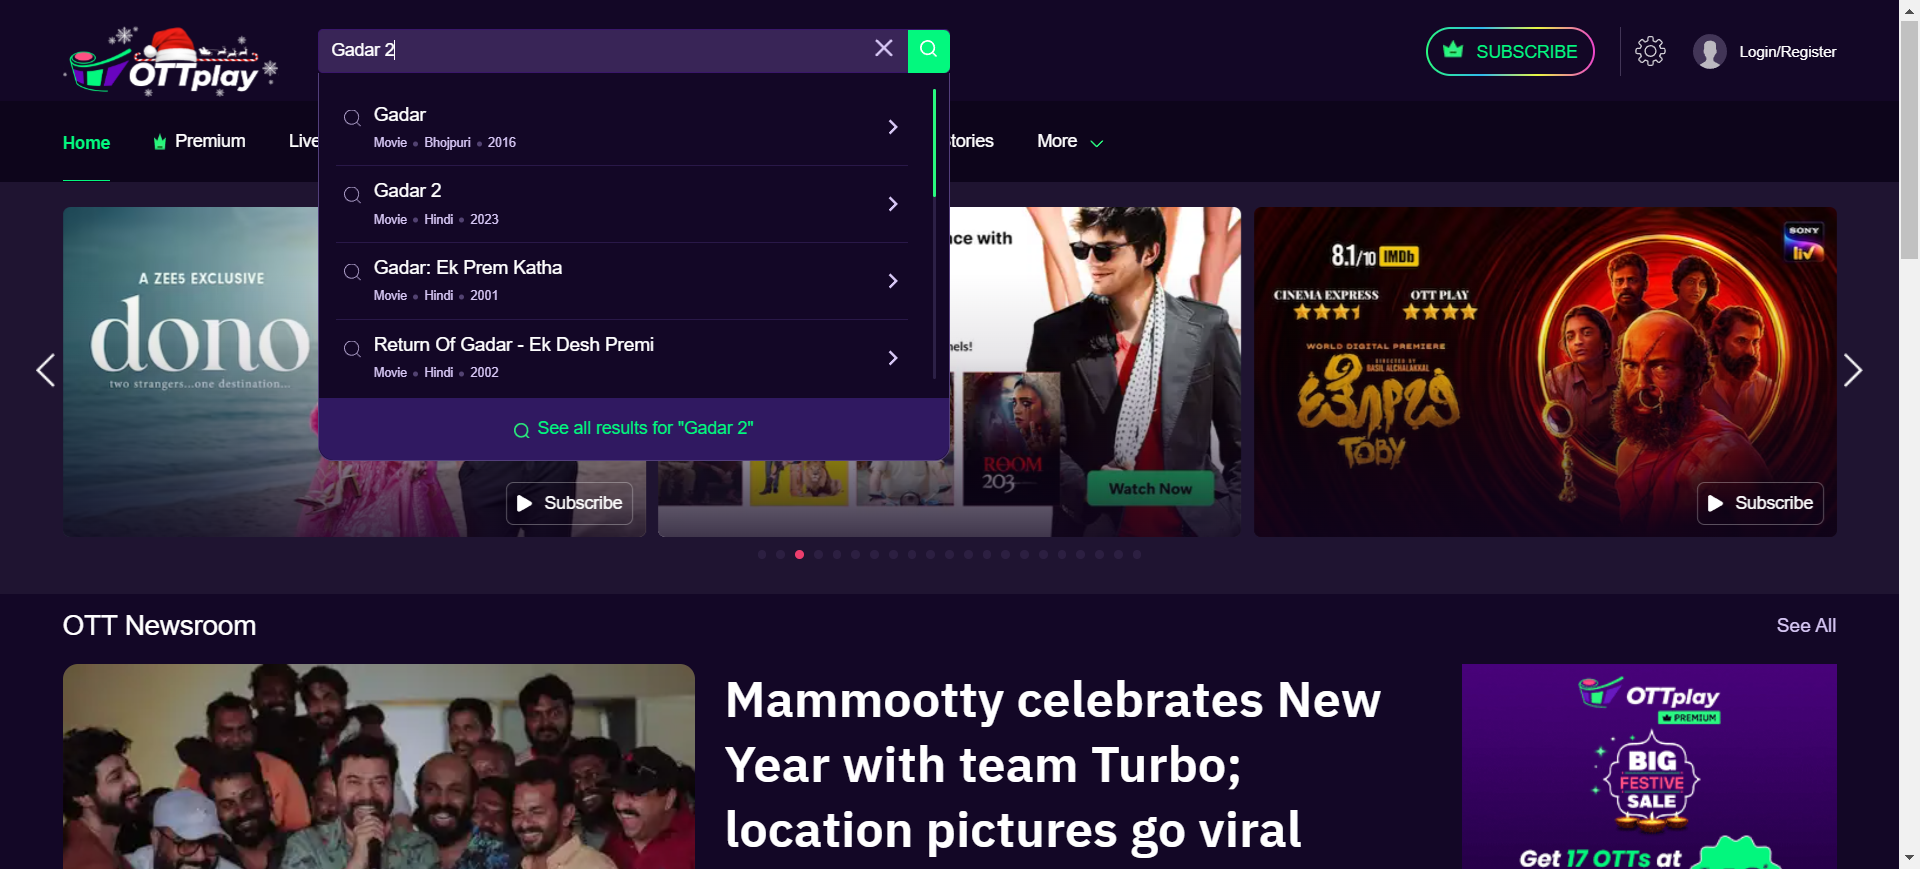 OTTplay
Gadar 2
SUBSCRIBE
Login/Register
Home
Premium
Live
tories
More
Gadar
Movie • Bhojpuri • 2016
Gadar 2
Movie • Hindi • 2023
Gadar: Ek Prem Katha
Movie • Hindi • 2001
Return Of Gadar - Ek Desh Premi
Movie • Hindi • 2002
See all results for "Gadar 2"
A ZEE5 EXCLUSIVE
dono
two strangers...one destination...
Subscribe
ce with
nels!
ROOM
203
Watch Now
8.1/10 IMDb
SONY
liv
CINEMA EXPRESS
OTT PLAY
WORLD DIGITAL PREMIERE
DIRECTED BY
BASIL ALCHALAKKAL
ಟೋಬಿ
TOBY
Subscribe
OTT Newsroom
See All
Mammootty celebrates New
Year with team Turbo;
location pictures go viral
OTTplay
PREMIUM
BIG
FESTIVE
SALE
Get 17 OTTs at